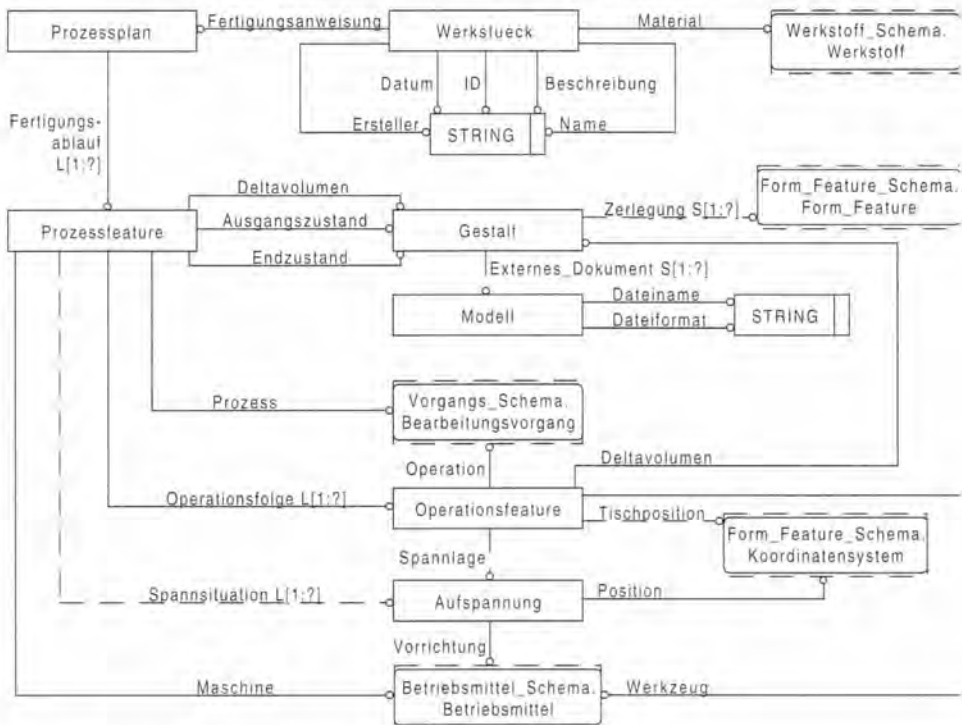 Prozessplan
Fertigungsanweisung
Werkstueck
Material
Werkstoff_Schema.
Werkstoff
Datum
ID
Beschreibung
Ersteller
STRING
Name
Fertigungs-
ablauf
L[1:?]
Prozessfeature
Deltavolumen
Ausgangszustand
Endzustand
Gestalt
Zerlegung S[1:?]
Form_Feature_Schema.
Form_Feature
Externes_Dokument S[1:?]
Modell
Dateiname
Dateiformat
STRING
Prozess
Vorgangs_Schema.
Bearbeitungsvorgang
Operation
Deltavolumen
Operationsfolge L[1:?]
Operationsfeature
Tischposition
Form_Feature_Schema.
Koordinatensystem
Spannlage
Spannsituation L[1:?]
Aufspannung
Position
Vorrichtung
Maschine
Betriebsmittel_Schema.
Betriebsmittel
Werkzeug